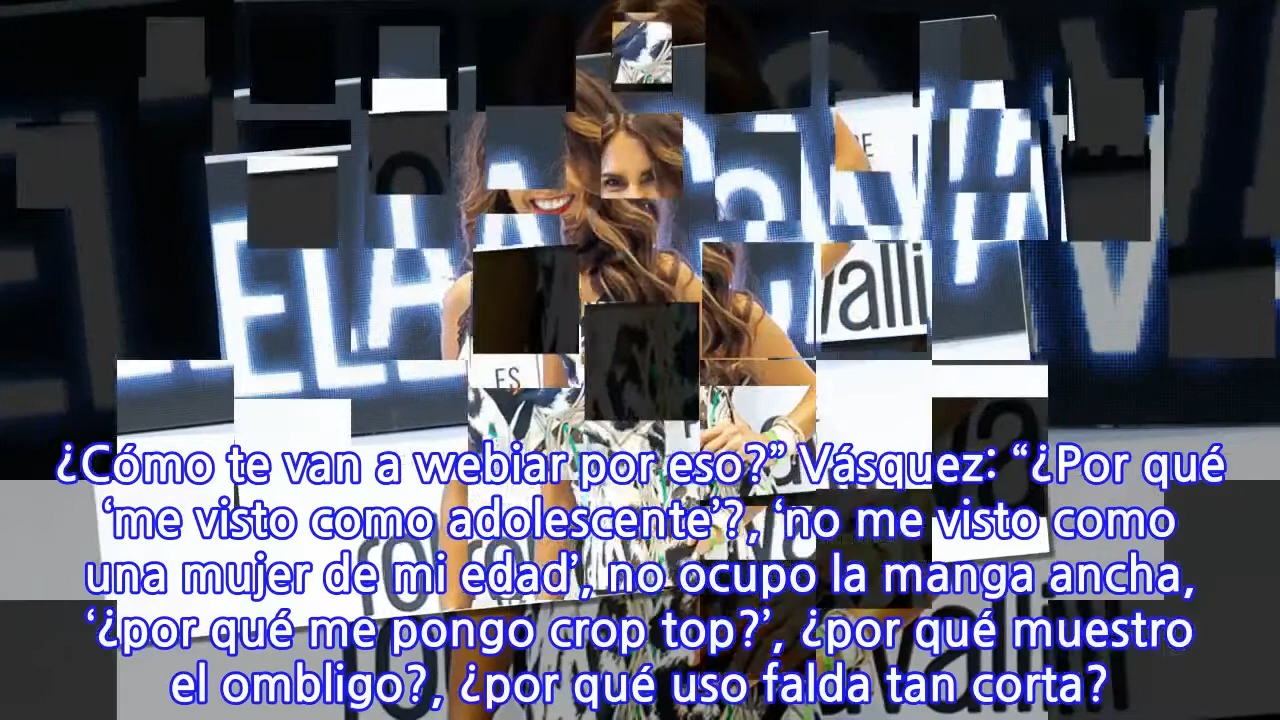 ES
valli
¿Cómo te van a webiar por eso?” Vásquez: “¿Por qué
‘me visto como adolescente’?, ‘no me visto como
una mujer de mi edad’, no ocupo la manga ancha,
‘¿por qué me pongo crop top?’, ¿por qué muestro
el ombligo?, ¿por qué uso falda tan corta?